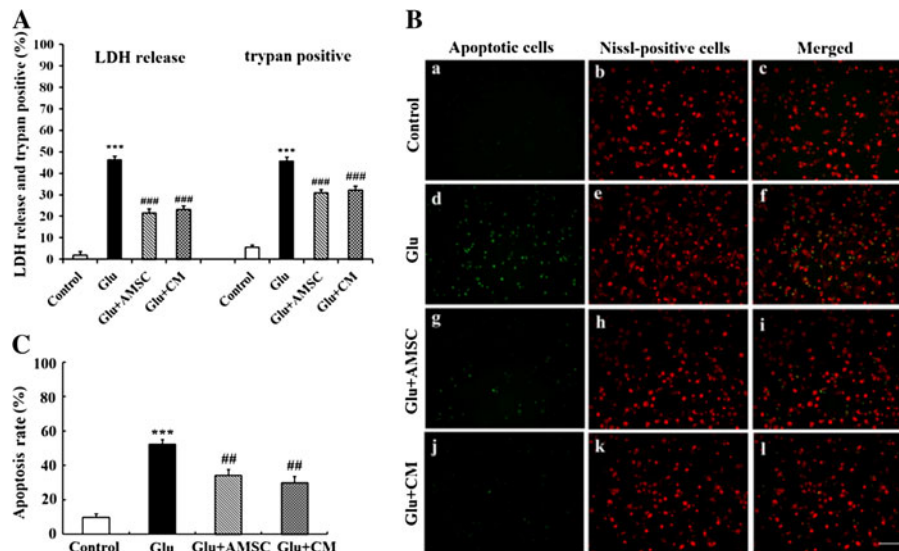 A
LDH release and trypan positive (%)
100
90
80
70
60
50
40
30
20
10
0
LDH release
trypan positive
***
###
###
***
###
###
Control
Glu
Glu+AMSC
Glu+CM
Control
Glu
Glu+AMSC
Glu+CM
C
Apoptosis rate (%)
100
80
60
40
20
0
***
##
##
Control
Glu
Glu+AMSC
Glu+CM
B
Apoptotic cells
Nissl-positive cells
Merged
Control
a
b
c
Glu
d
e
f
Glu+AMSC
g
h
i
Glu+CM
j
k
l